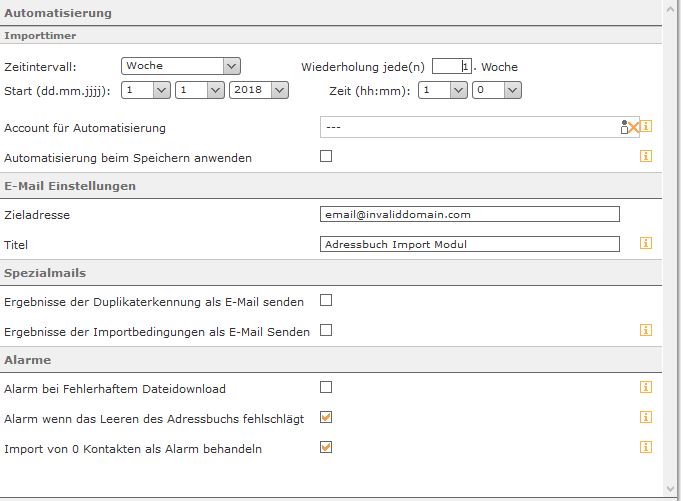 Automatisierung
Importtimer
Zeitintervall: Woche Wiederholung jede(n) 1 . Woche
Start (dd.mm.jjjj): 1 1 2018 Zeit (hh:mm): 1 0
Account für Automatisierung ---
Automatisierung beim Speichern anwenden
E-Mail Einstellungen
Zieladresse email@invaliddomain.com
Titel Adressbuch Import Modul
Spezialmails
Ergebnisse der Duplikaterkennung als E-Mail senden
Ergebnisse der Importbedingungen als E-Mail Senden
Alarme
Alarm bei Fehlerhaftem Dateidownload
Alarm wenn das Leeren des Adressbuchs fehlschlägt
Import von 0 Kontakten als Alarm behandeln